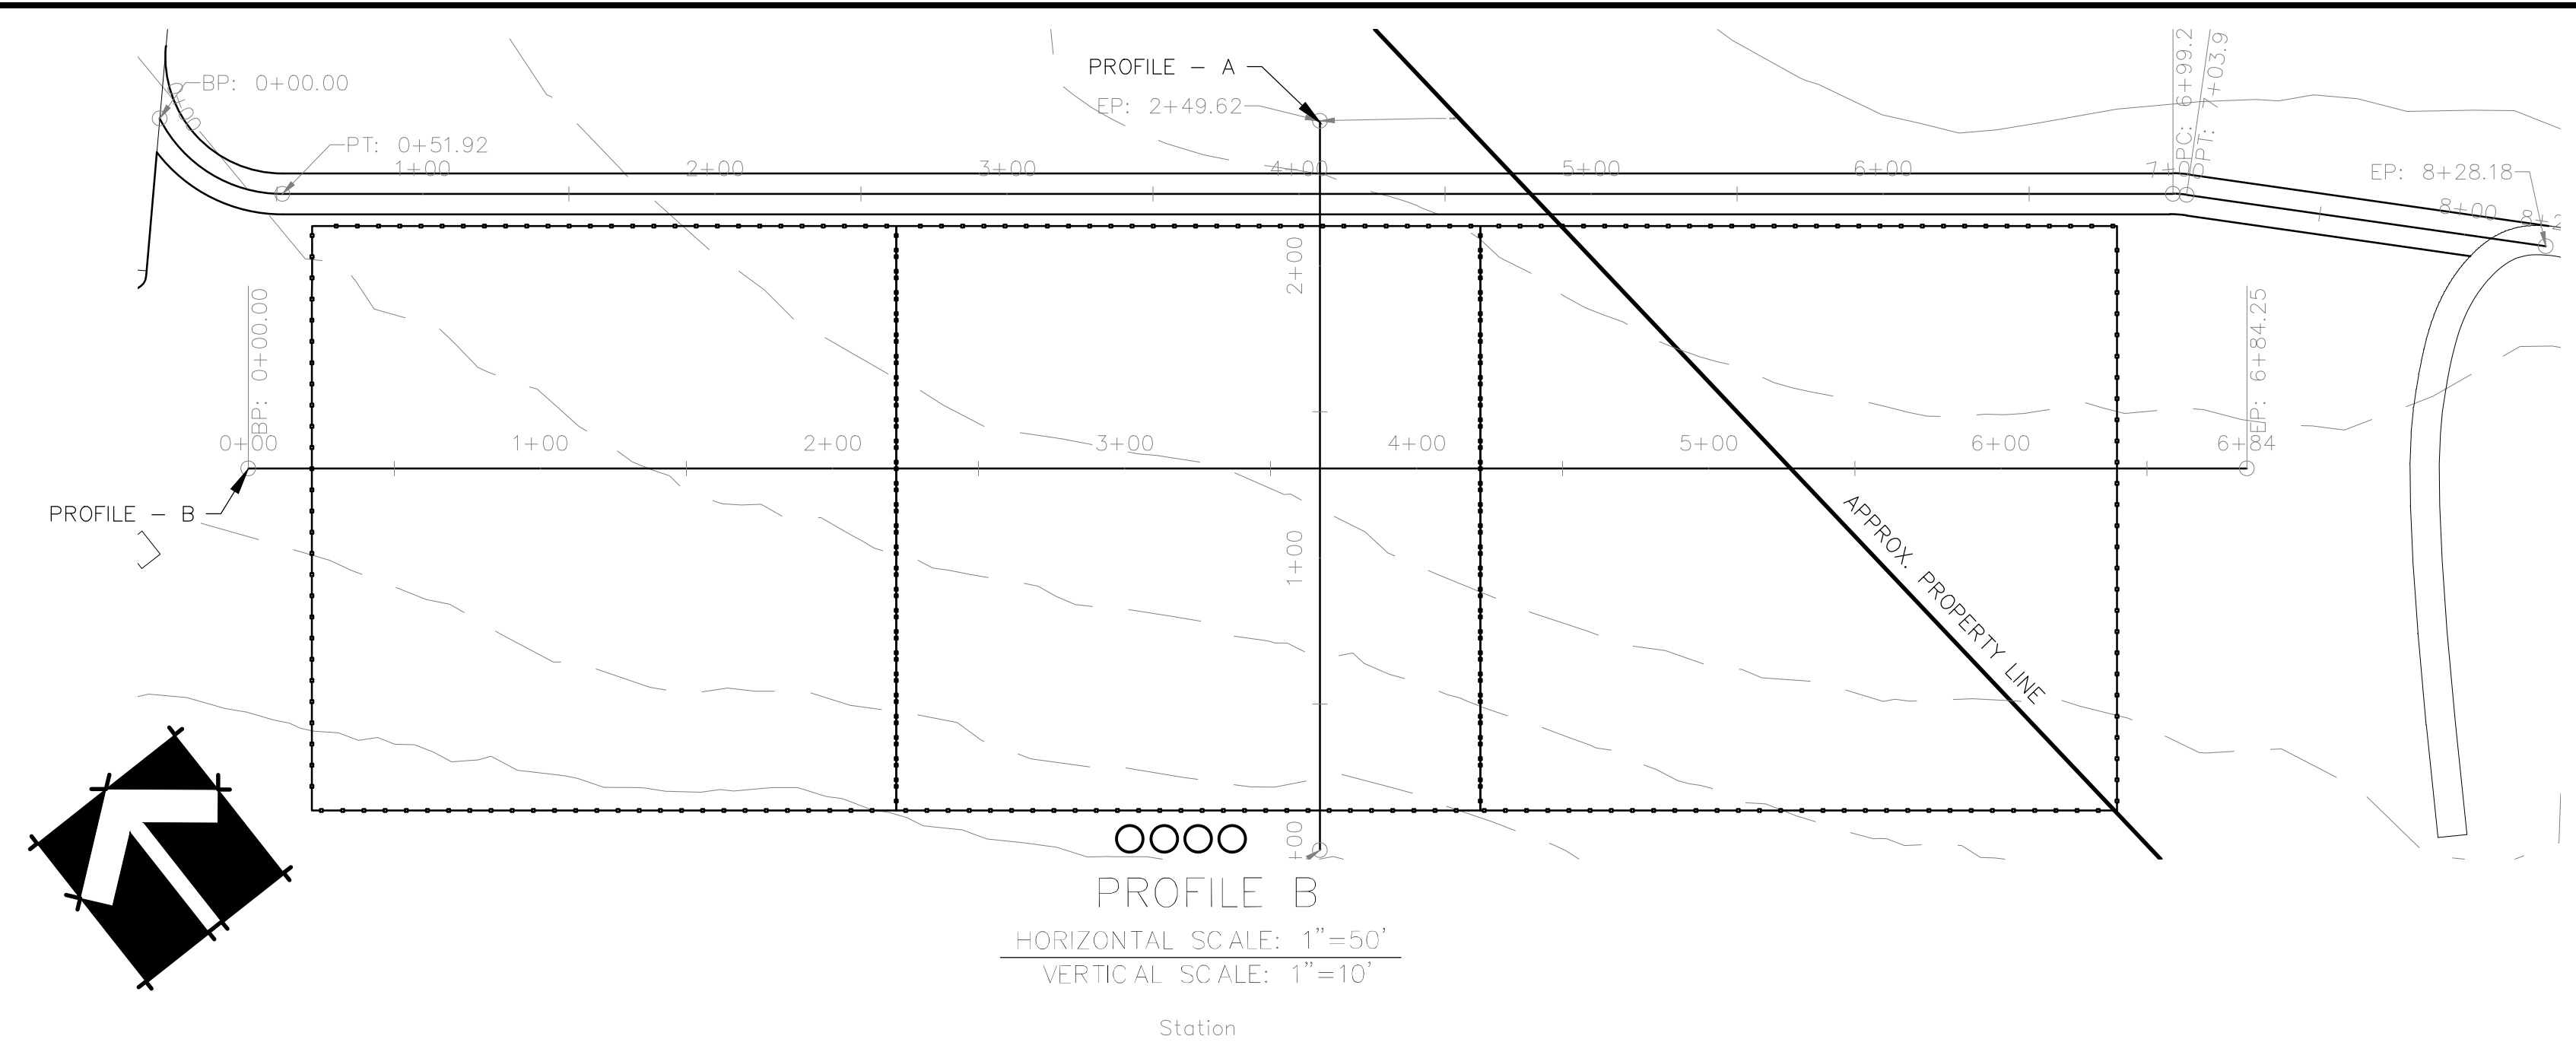 PROFILE - A
BP: 0+00.00
EP: 2+49.62
PC: 6+99.2
PT: 7+03.9
PT: 0+51.92
1+00
2+00
3+00
4+00
5+00
6+00
EP: 8+28.18
8+00
2+00
BP: 0+00.00
EP: 6+84.25
0+00
1+00
2+00
3+00
4+00
5+00
6+00
6+84
PROFILE - B
APPROX. PROPERTY LINE
1+00
+00
PROFILE B
HORIZONTAL SCALE: 1"=50'
VERTICAL SCALE: 1"=10'
Station